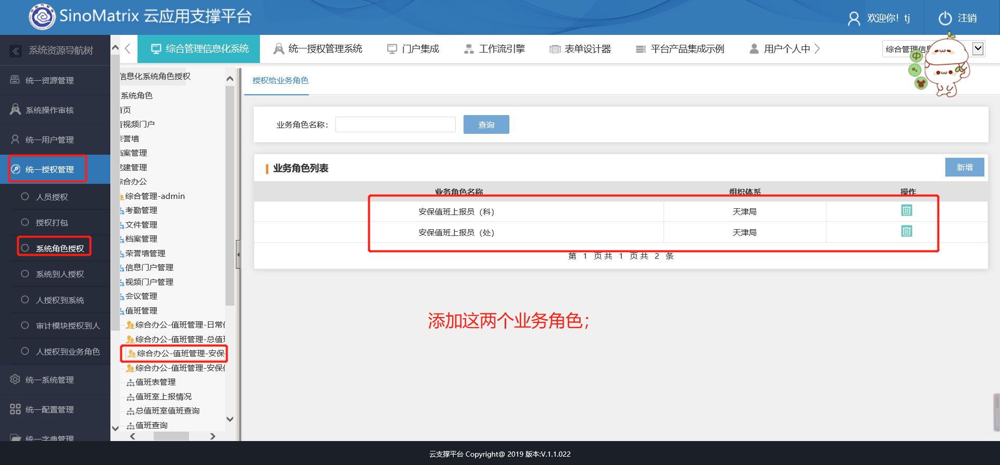 SinoMatrix 云应用支撑平台
欢迎你！tj
注销
系统资源导航树
综合管理信息化系统
统一授权管理系统
门户集成
工作流引擎
表单设计器
平台产品集成示例
用户个人中
综合管理信
统一资源管理
系统操作审核
统一用户管理
统一授权管理
人员授权
授权打包
系统角色授权
系统到人授权
人授权到系统
审计模块授权到人
人授权到业务角色
统一系统管理
统一配置管理
统一字典管理
信息化系统角色授权
系统角色
首页
音视频门户
荣誉墙
档案管理
党建管理
综合办公
综合管理-admin
考勤管理
文件管理
档案管理
荣誉墙管理
信息门户管理
视频门户管理
会议管理
值班管理
综合办公-值班管理-日常
综合办公-值班管理-总值
综合办公-值班管理-安保
综合办公-值班管理-安保
值班表管理
值班室上报情况
总值班室值班查询
值班查询
授权给业务角色
业务角色名称：
查询
业务角色列表
新增
业务角色名称 组织体系 操作
安保值班上报员（科） 天津局
安保值班上报员（处） 天津局
第 1 页 共 1 页 共 2 条
添加这两个业务角色；
中
云支撑平台 Copyright@ 2019 版本:V.1.1.022